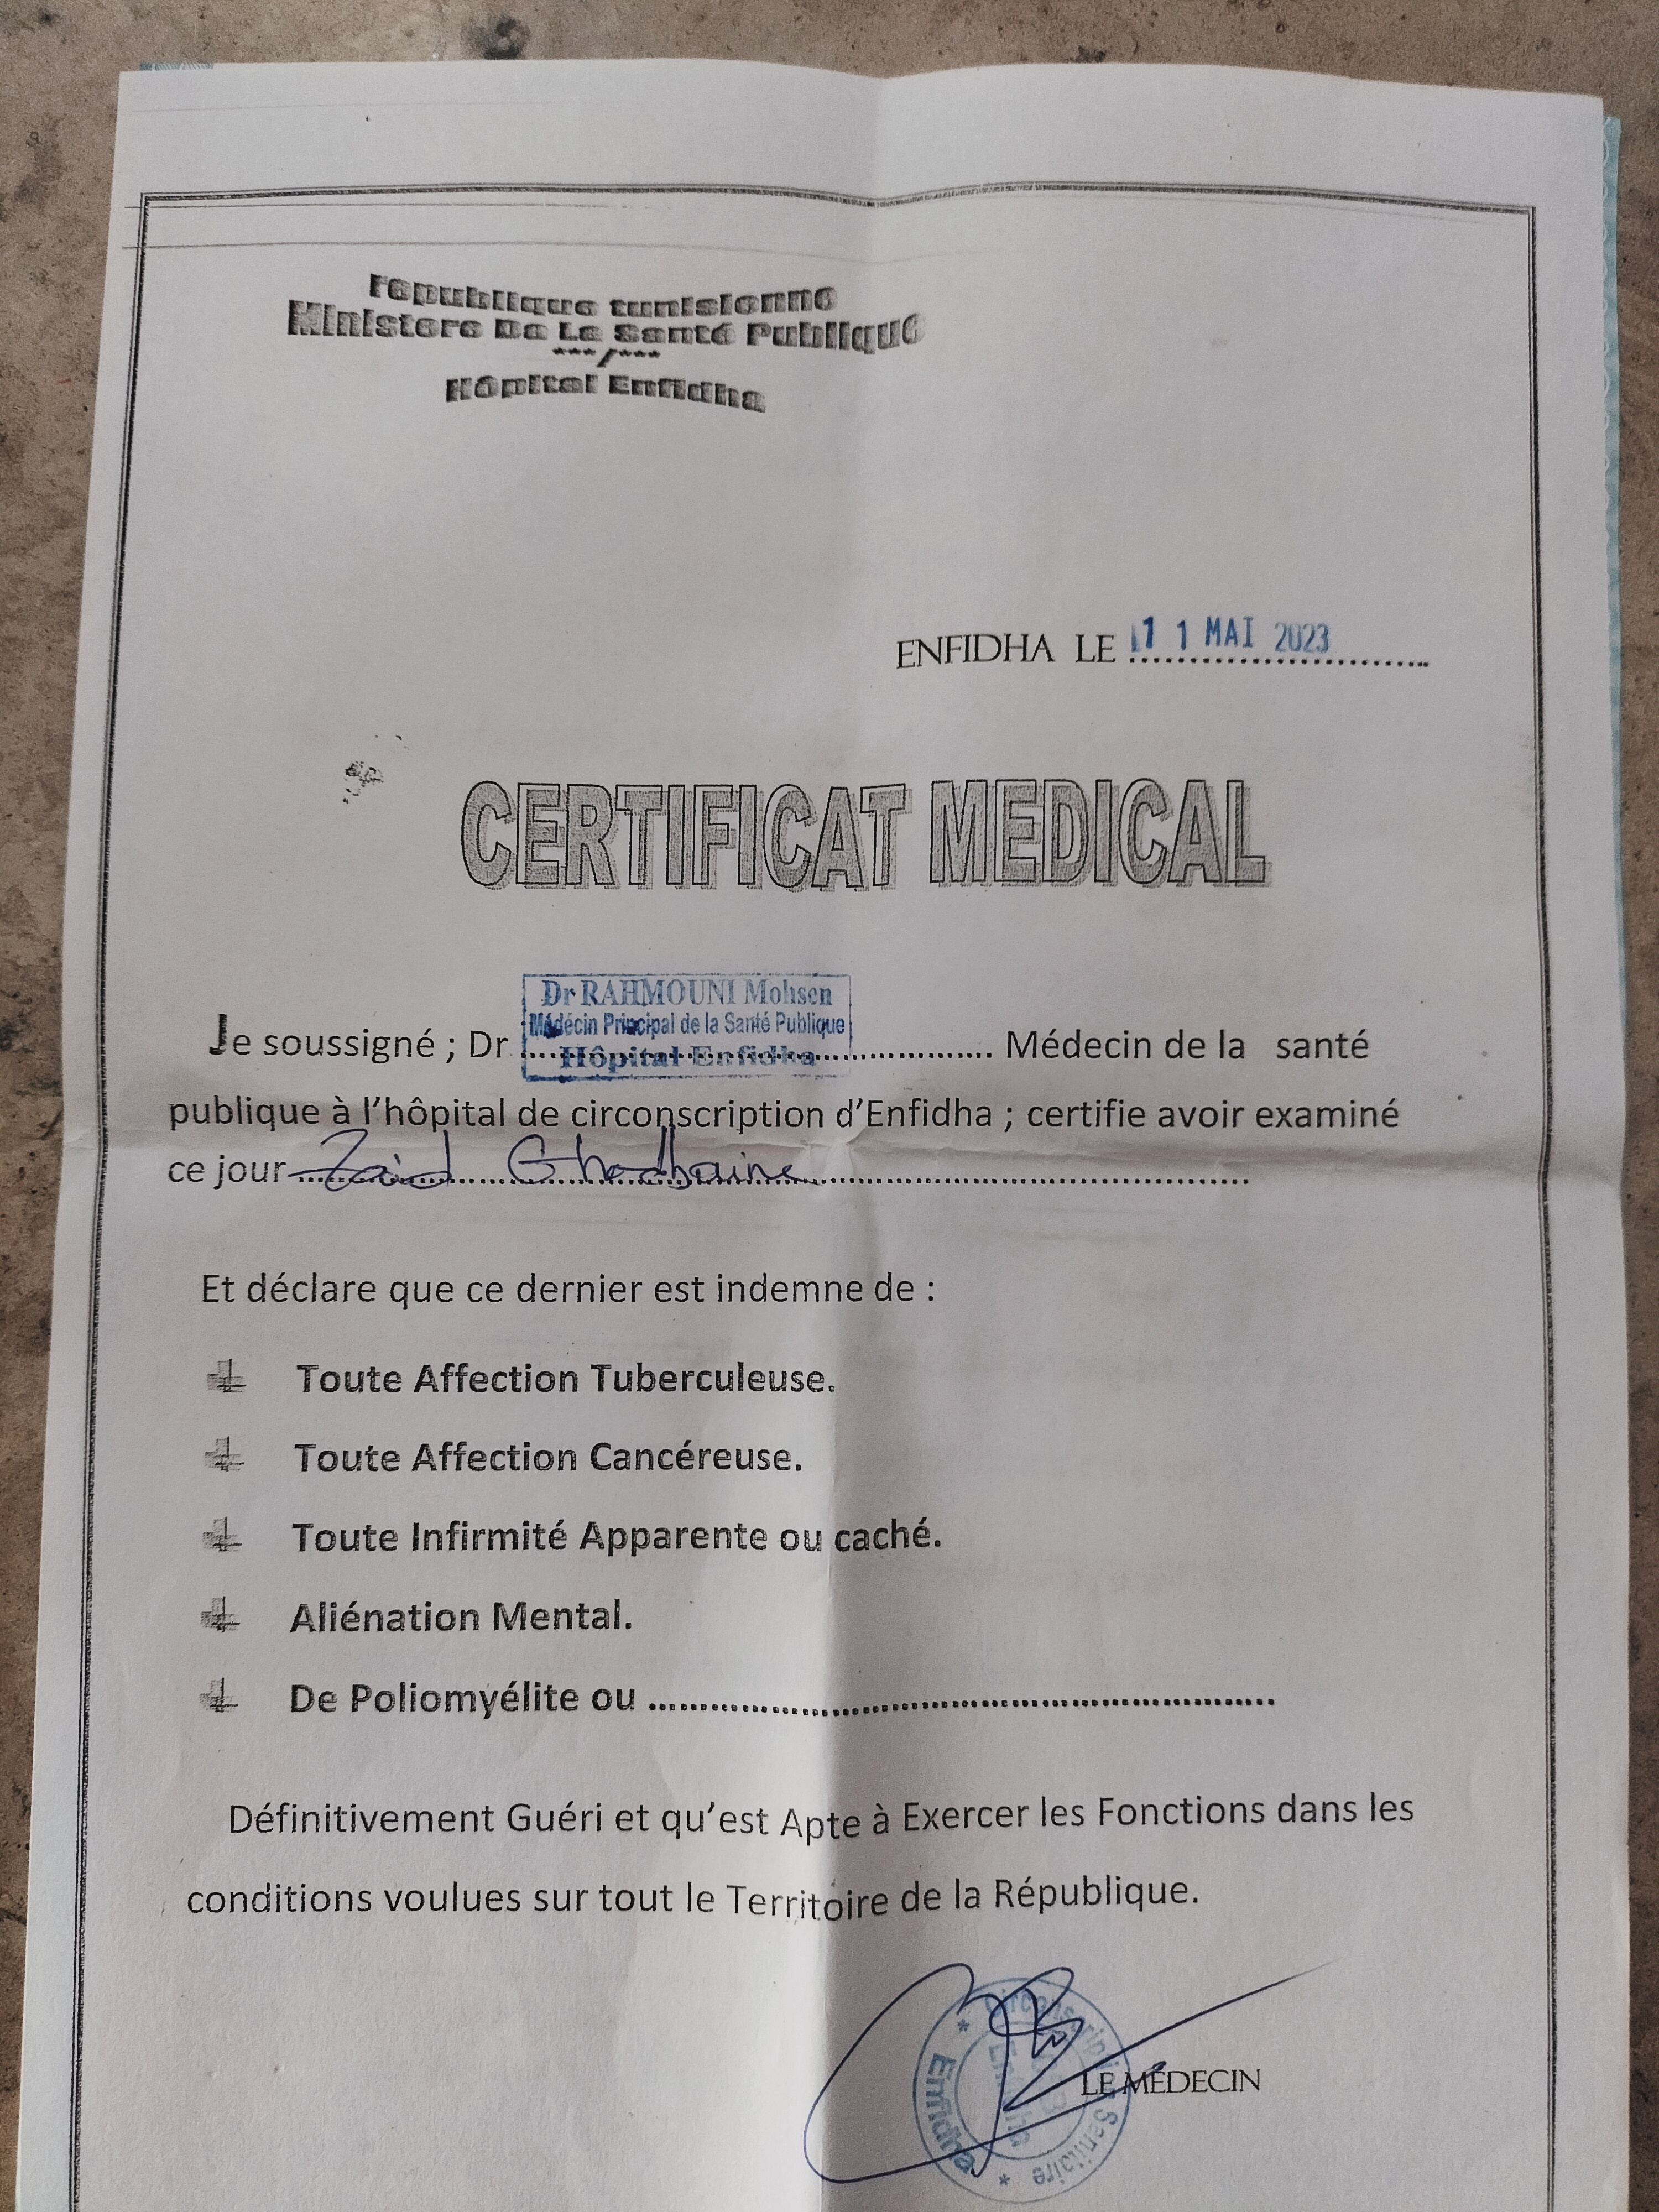 republique tunisienne
Ministere De La Santé Publique
***/***
Hôpital Enfidha
ENFIDHA LE 11 MAI 2023
CERTIFICAT MEDICAL
Dr RAHMOUNI Mohsen
Médécin Principal de la Santé Publique
Hôpital Enfidha
Je soussigné ; Dr .......................................... Médecin de la santé
publique à l'hôpital de circonscription d'Enfidha ; certifie avoir examiné
ce jour Zaid Ghodbaine
Et déclare que ce dernier est indemne de :
Toute Affection Tuberculeuse.
Toute Affection Cancéreuse.
Toute Infirmité Apparente ou caché.
Aliénation Mental.
De Poliomyélite ou ..........................................................
Définitivement Guéri et qu'est Apte à Exercer les Fonctions dans les
conditions voulues sur tout le Territoire de la République.
LE MÉDECIN
Circonscription Sanitaire * Enfidha *